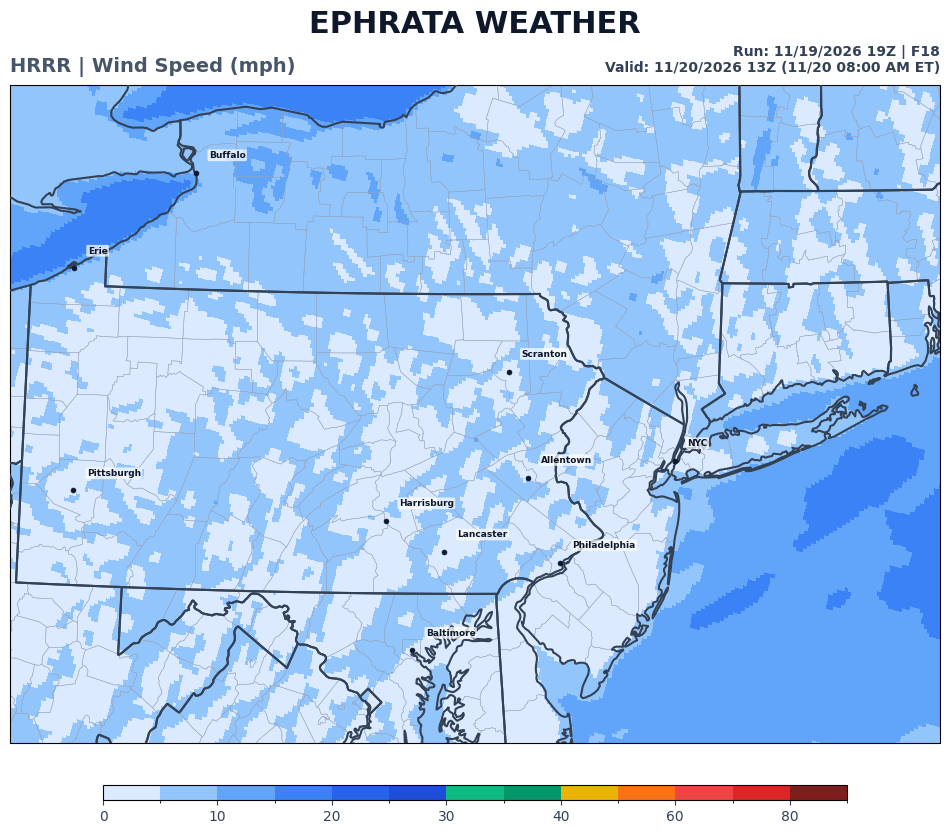 EPHRATA WEATHER
Run: 11/19/2026 19Z | F18
HRRR | Wind Speed (mph)
Valid: 11/20/2026 13Z (11/20 08:00 AM ET)
Buffalo
Erie
Scranton
NYC
Allentown
Pittsburgh
Harrisburg
Lancaster
Philadelphia
Baltimore
0 10 20 30 40 60 80